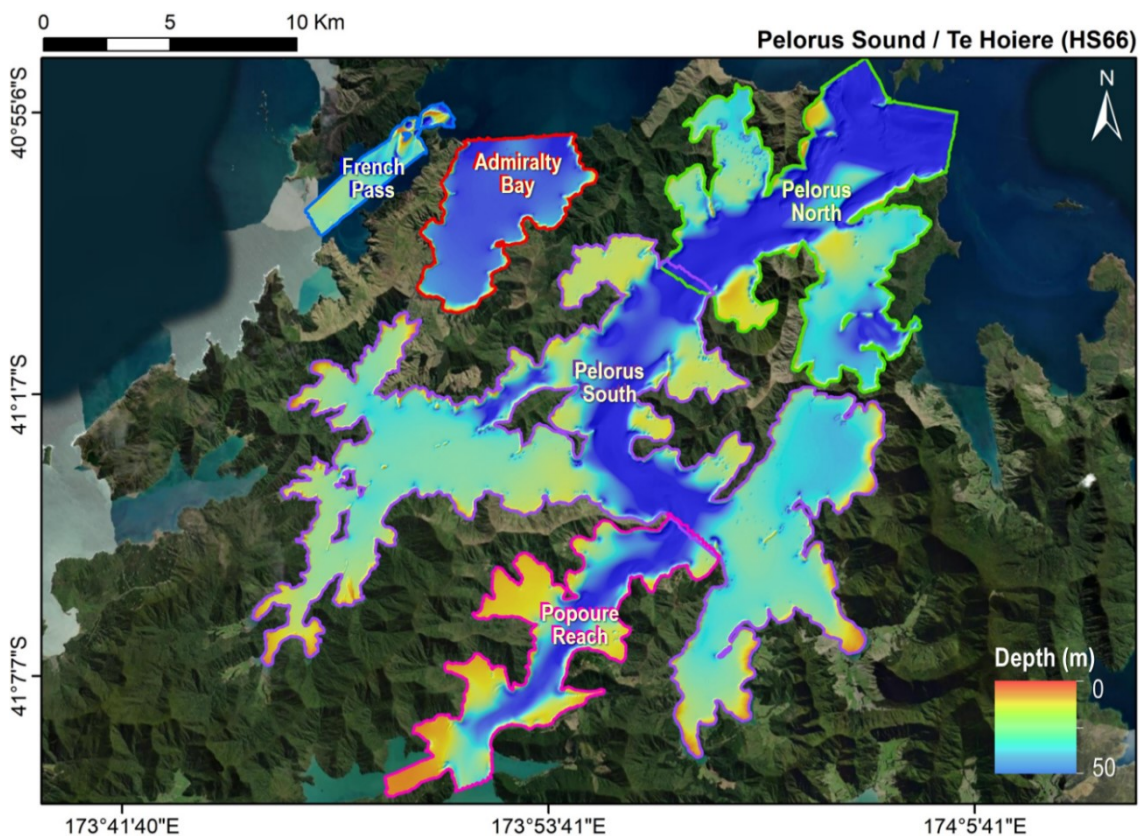 0 5 10 Km
Pelorus Sound / Te Hoiere (HS66)
N
40°55'6"S
French
Pass
Admiralty
Bay
Pelorus
North
41°1'17"S
Pelorus
South
Popoure
Reach
41°7'7"S
Depth (m)
0
50
173°41'40"E 173°53'41"E 174°5'41"E